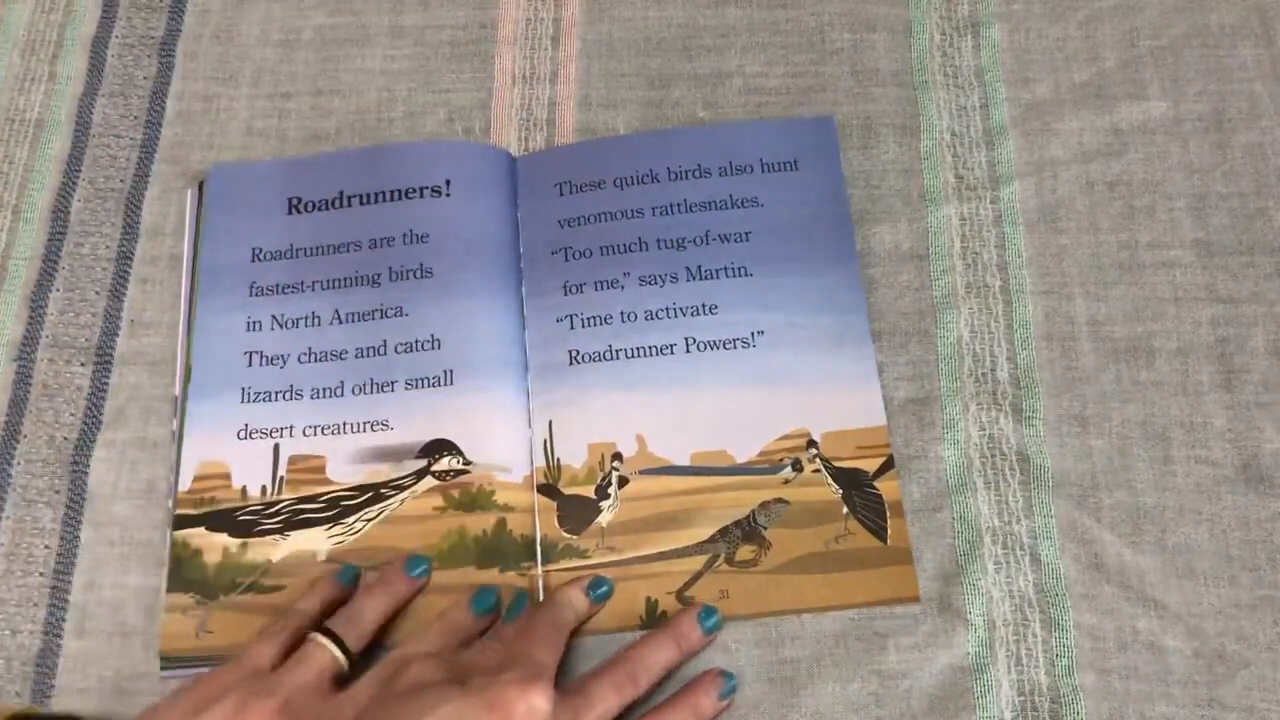 Roadrunners!
Roadrunners are the
fastest-running birds
in North America.
They chase and catch
lizards and other small
desert creatures.
These quick birds also hunt
venomous rattlesnakes.
“Too much tug-of-war
for me,” says Martin.
“Time to activate
Roadrunner Powers!”
31